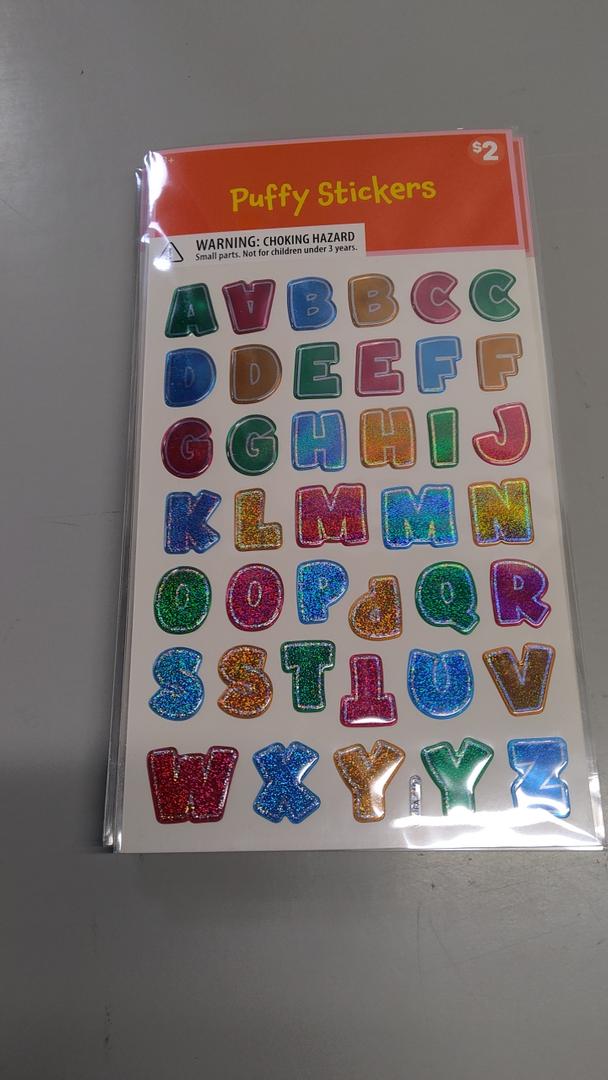 +
$2
Puffy Stickers
WARNING: CHOKING HAZARD
Small parts. Not for children under 3 years.
A A B B C C
D D E E F F
G G H H I J
K L M M N
O O P P Q R
S S T T U V
W X Y Y Z